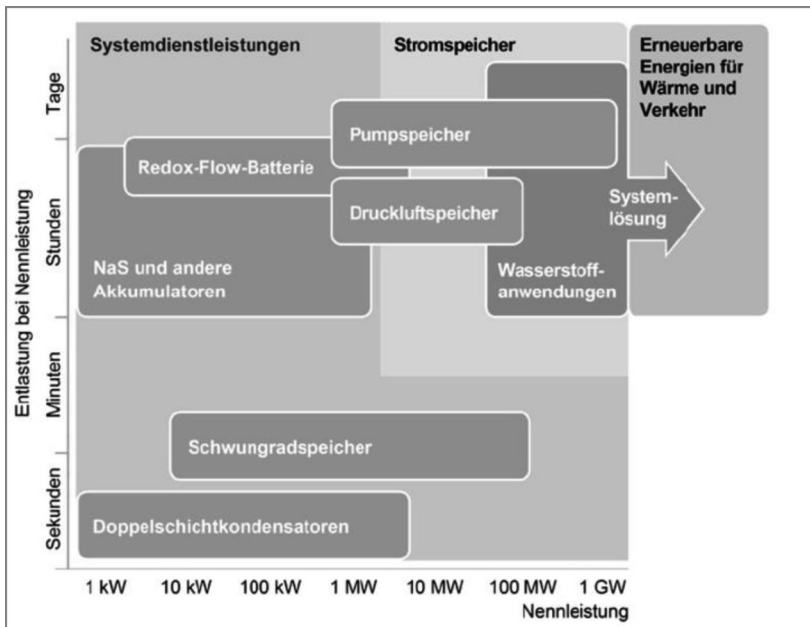 Systemdienstleistungen
Stromspeicher
Erneuerbare
Energien für
Wärme und
Verkehr
Entlastung bei Nennleistung
Tage
Stunden
Minuten
Sekunden
Pumpspeicher
Redox-Flow-Batterie
Druckluftspeicher
System-
lösung
NaS und andere
Akkumulatoren
Wasserstoff-
anwendungen
Schwungradspeicher
Doppelschichtkondensatoren
1 kW 10 kW 100 kW 1 MW 10 MW 100 MW 1 GW
Nennleistung